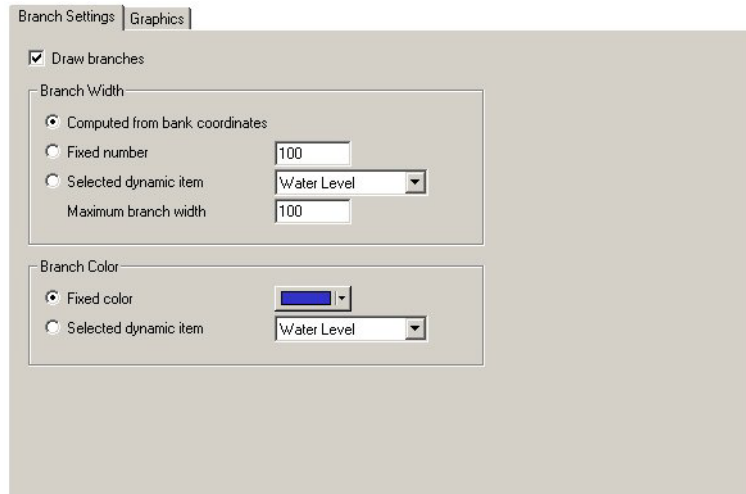 Branch Settings Graphics
Draw branches
Branch Width
Computed from bank coordinates
Fixed number 100
Selected dynamic item Water Level
Maximum branch width 100
Branch Color
Fixed color
Selected dynamic item Water Level